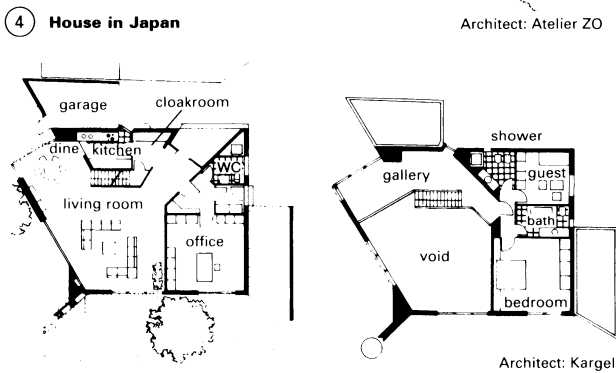 4 House in Japan
Architect: Atelier ZO
garage
cloakroom
dine
kitchen
WC
living room
office
shower
gallery
guest
bath
void
bedroom
Architect: Kargel